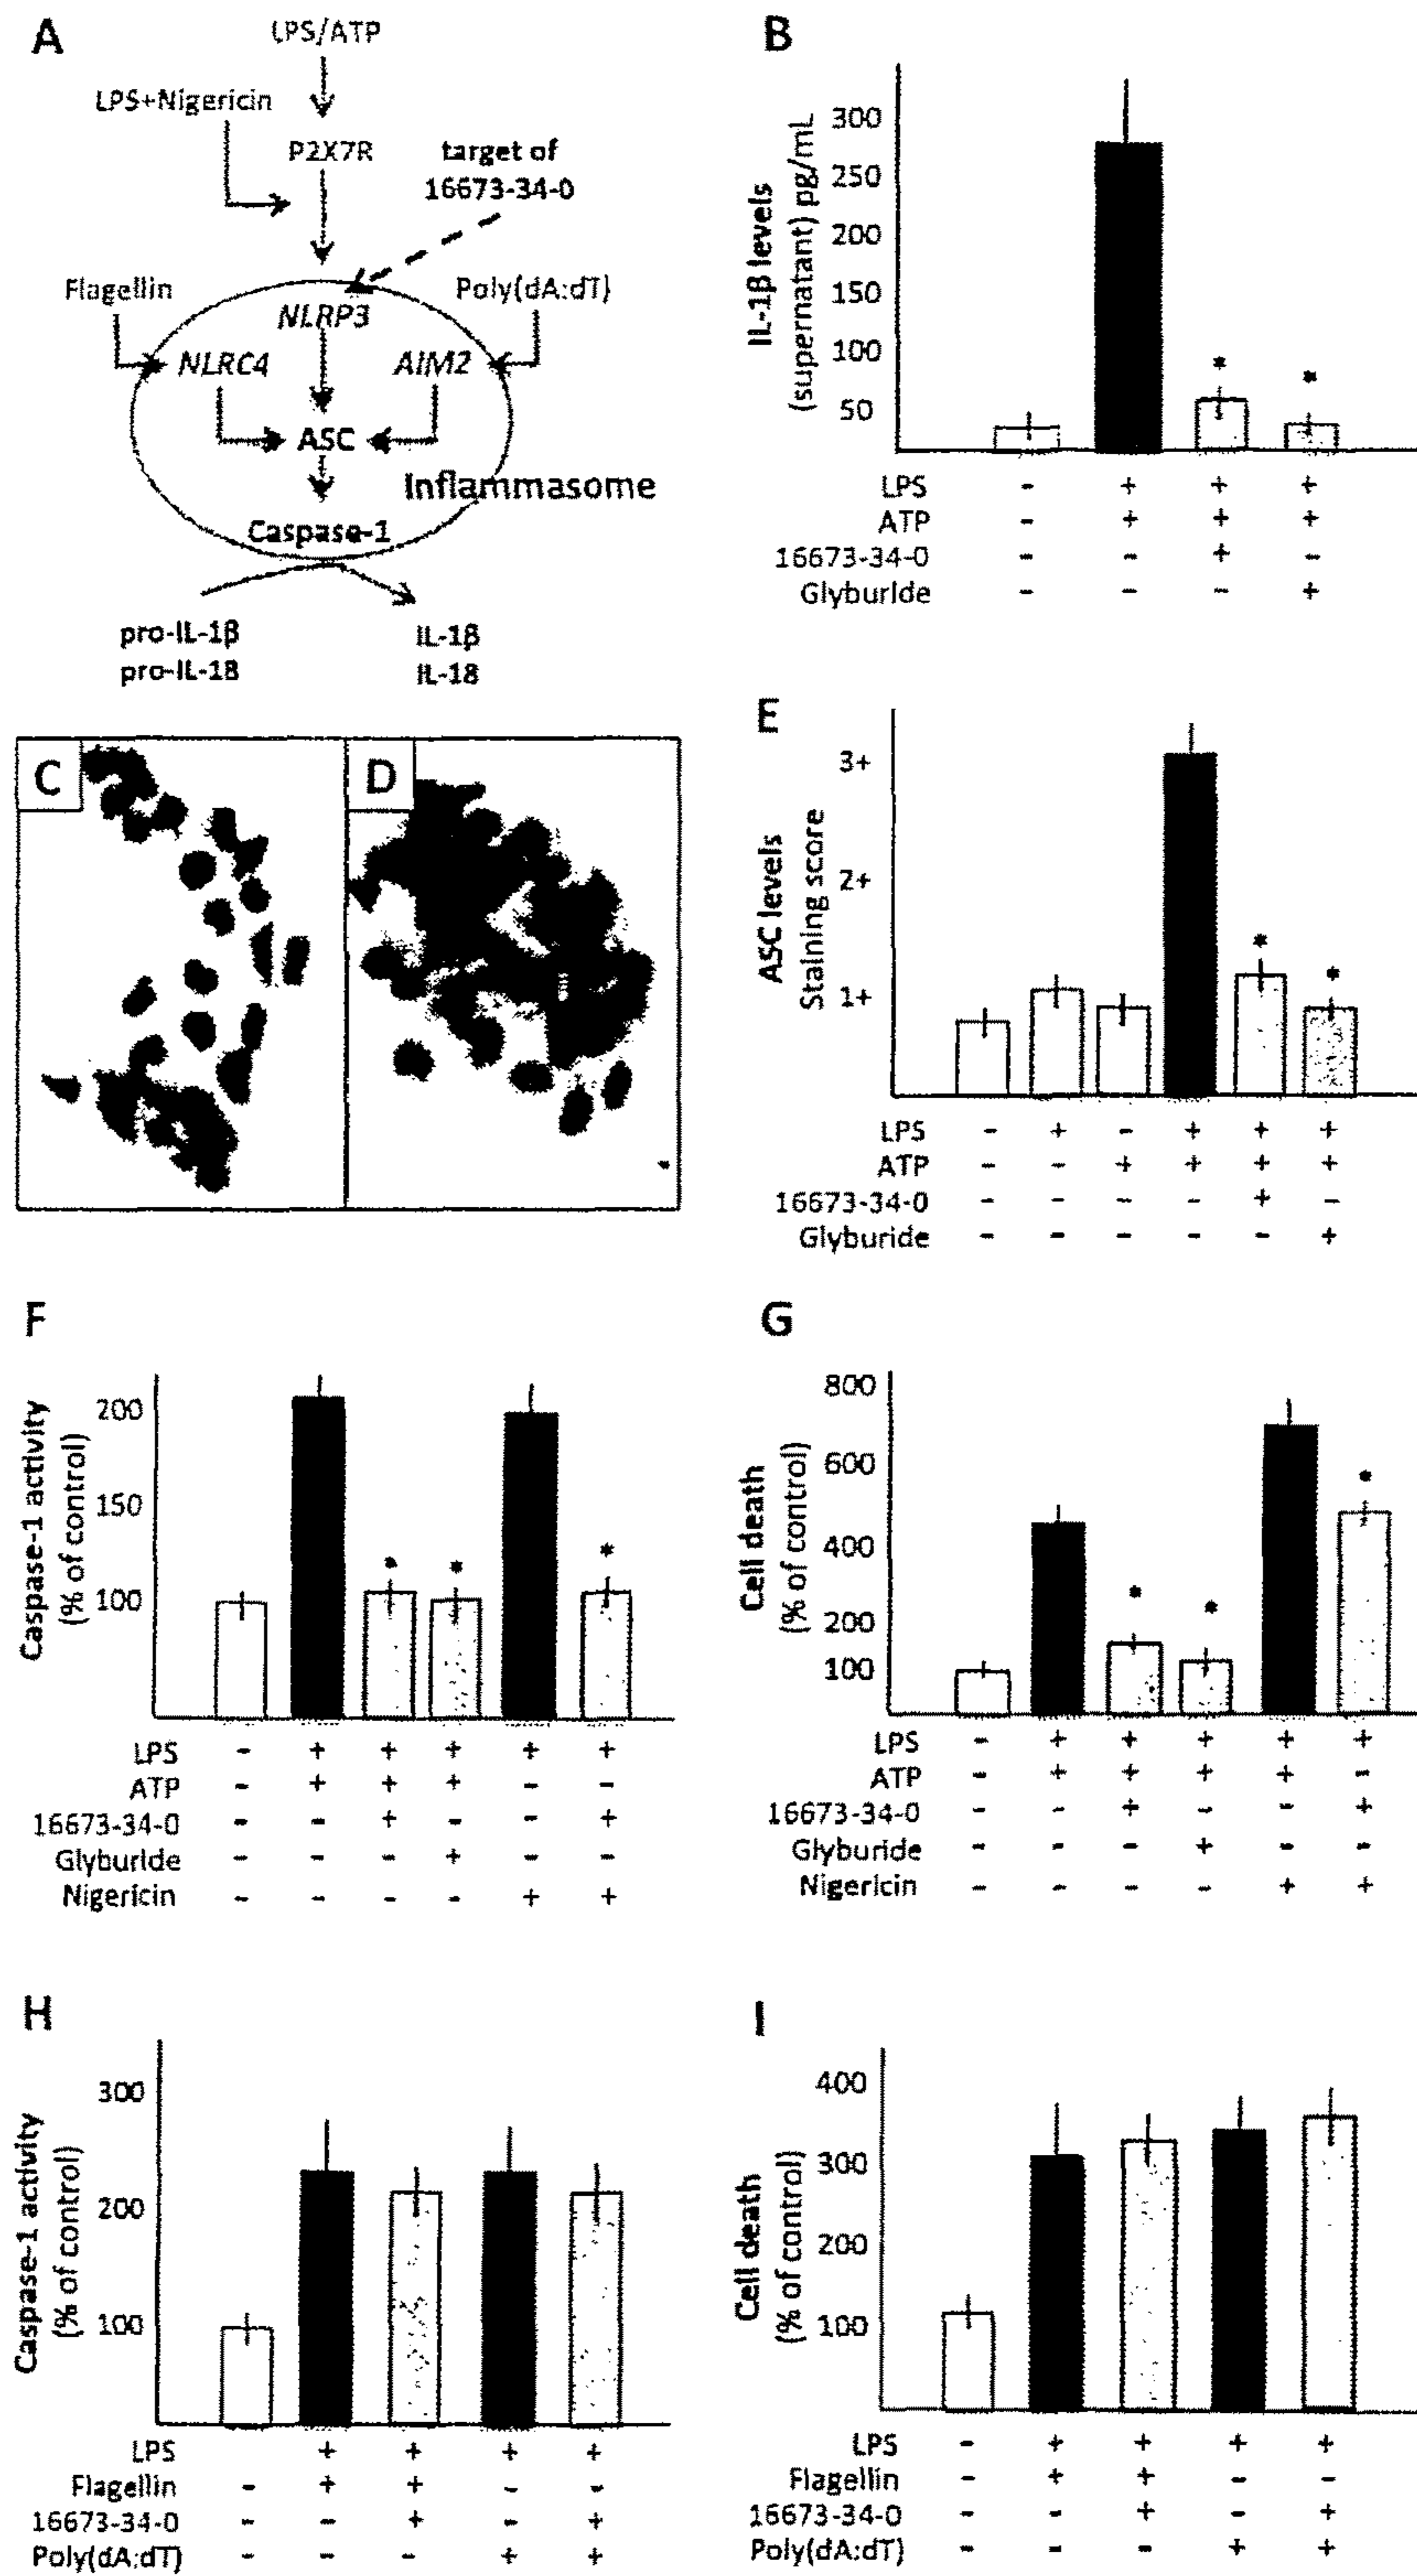 A
LPS/ATP
LPS+Nigericin
P2X7R
target of
16673-34-0
Flagellin
Poly(dA:dT)
NLRP3
NLRC4
AIM2
ASC
Inflammasome
Caspase-1
pro-IL-1β
IL-1β
pro-IL-18
IL-18
B
IL-1β levels
(supernatant) pg/mL
300
250
200
150
100
50
* *
LPS - + + +
ATP - + + +
16673-34-0 - - + -
Glyburide - - - +
C
D
E
ASC levels
Staining score
3+
2+
1+
* *
LPS - + - + + +
ATP - - + + + +
16673-34-0 - - - - + -
Glyburide - - - - - +
F
Caspase-1 activity
(% of control)
200
150
100
* * *
LPS - + + + + +
ATP - + + + - -
16673-34-0 - - + - - +
Glyburide - - - + - -
Nigericin - - - - + +
G
Cell death
(% of control)
800
600
400
200
100
* * *
LPS - + + + + +
ATP - + + + + -
16673-34-0 - - + - - +
Glyburide - - - + - -
Nigericin - - - - + +
H
Caspase-1 activity
(% of control)
300
200
100
LPS + + + +
Flagellin - + + - -
16673-34-0 - - + - +
Poly(dA:dT) - - - + +
I
Cell death
(% of control)
400
300
200
100
LPS - + + + +
Flagellin - + + - -
16673-34-0 - - + - +
Poly(dA:dT) - - - + +